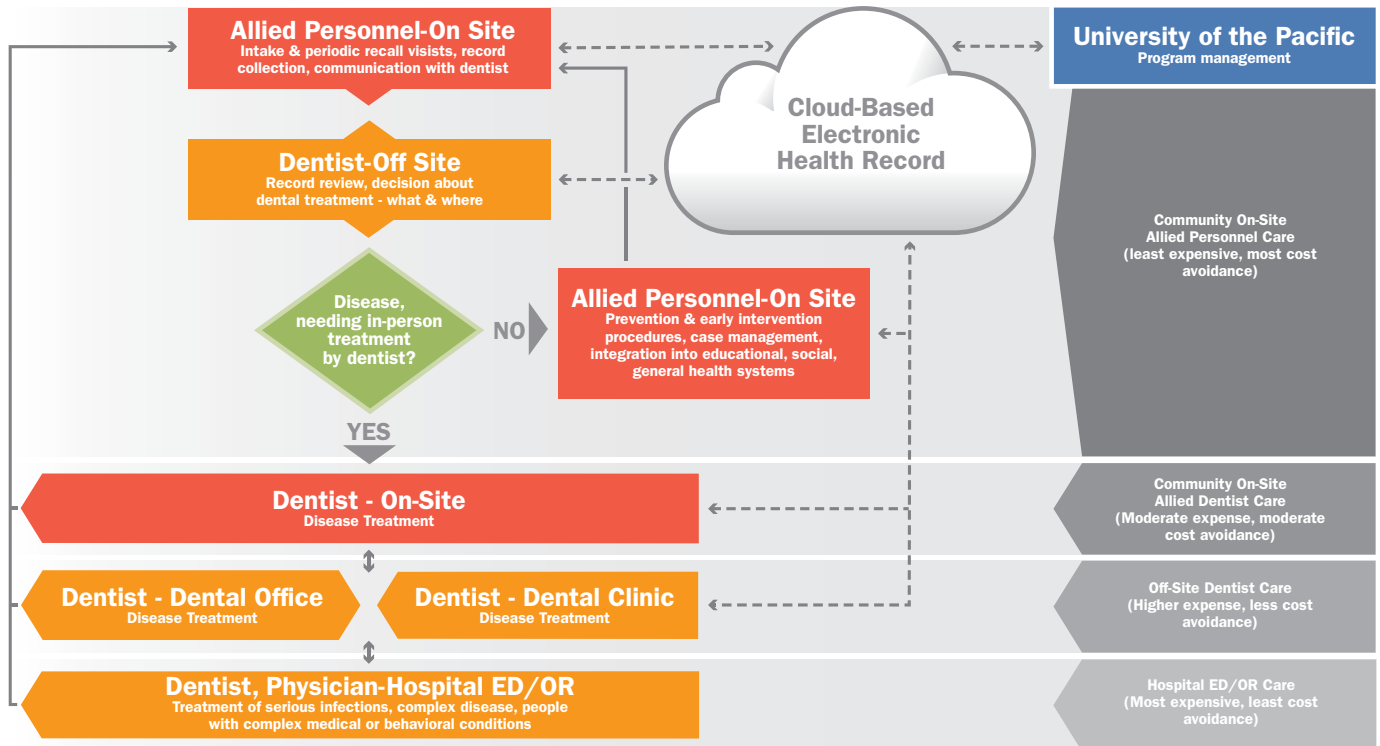 Allied Personnel-On Site
Intake & periodic recall visists, record
collection, communication with dentist
Cloud-Based
Electronic
Health Record
University of the Pacific
Program management
Dentist-Off Site
Record review, decision about
dental treatment - what & where
Community On-Site
Allied Personnel Care
(least expensive, most cost
avoidance)
Disease,
needing in-person
treatment
by dentist?
NO
Allied Personnel-On Site
Prevention & early intervention
procedures, case management,
integration into educational, social,
general health systems
YES
Dentist - On-Site
Disease Treatment
Community On-Site
Allied Dentist Care
(Moderate expense, moderate
cost avoidance)
Dentist - Dental Office
Disease Treatment
Dentist - Dental Clinic
Disease Treatment
Off-Site Dentist Care
(Higher expense, less cost
avoidance)
Dentist, Physician-Hospital ED/OR
Treatment of serious infections, complex disease, people
with complex medical or behavioral conditions
Hospital ED/OR Care
(Most expensive, least cost
avoidance)